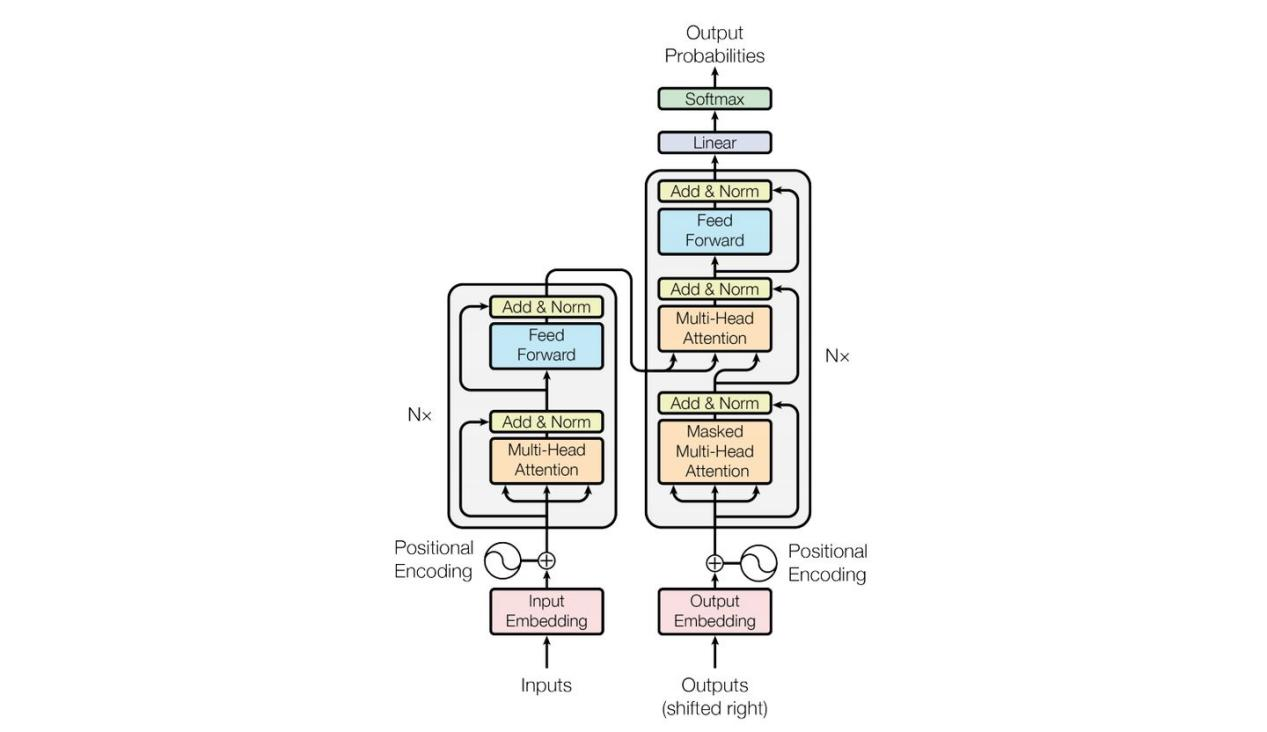 Output
Probabilities
Softmax
Linear
Add & Norm
Feed
Forward
Add & Norm
Multi-Head
Attention
Nx
Add & Norm
Masked
Multi-Head
Attention
Positional
Encoding
Output
Embedding
Outputs
(shifted right)
Add & Norm
Feed
Forward
Nx
Add & Norm
Multi-Head
Attention
Positional
Encoding
Input
Embedding
Inputs